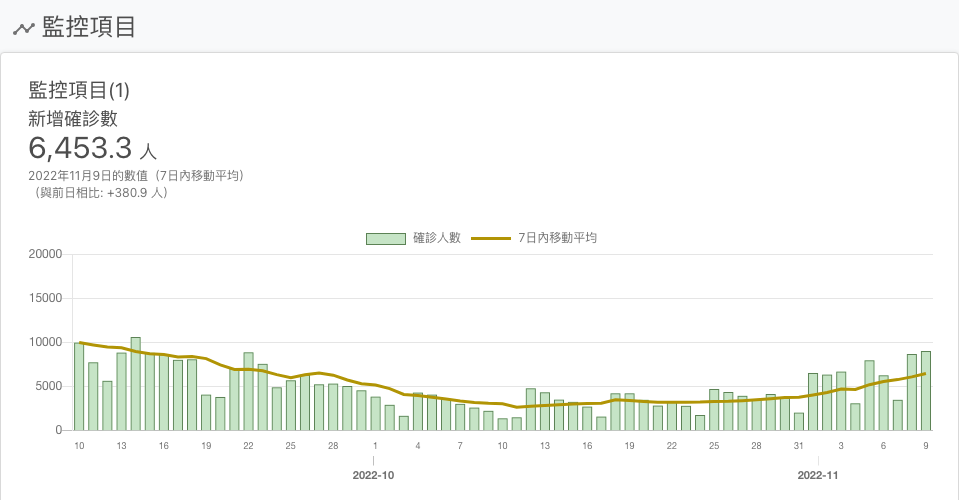 監控項目
監控項目(1)
新增確診數
6,453.3 人
2022年11月9日的數值（7日內移動平均）
（與前日相比: +380.9 人）
確診人數 7日內移動平均
20000
15000
10000
5000
0
10 13 16 19 22 25 28 1 4 7 10 13 16 19 22 25 28 31 3 6 9
2022-10 2022-11